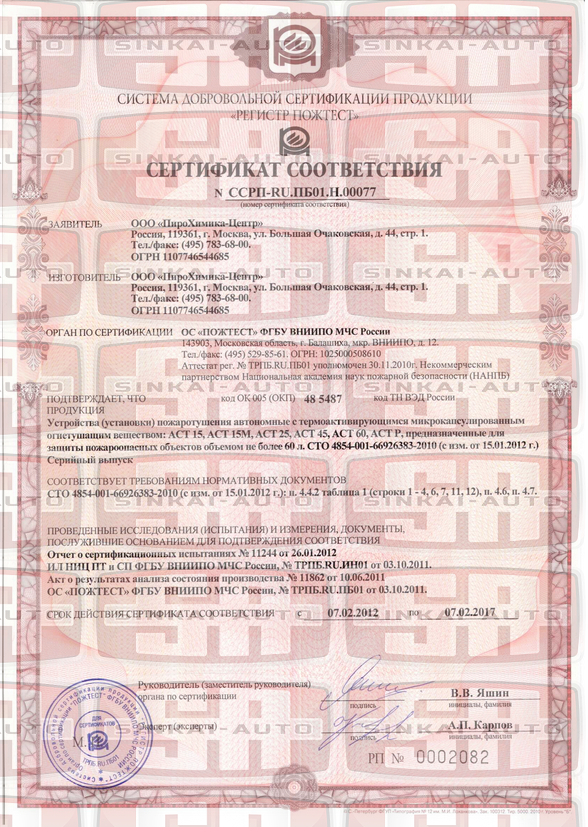 СИСТЕМА ДОБРОВОЛЬНОЙ СЕРТИФИКАЦИИ ПРОДУКЦИИ
«РЕГИСТР ПОЖТЕСТ»
СЕРТИФИКАТ СООТВЕТСТВИЯ
N ССРП-RU.ПБ01.Н.00077
(номер сертификата соответствия)
ЗАЯВИТЕЛЬ ООО «ПироХимика-Центр»
Россия, 119361, г. Москва, ул. Большая Очаковская, д. 44, стр. 1.
Тел./факс: (495) 783-68-00.
ОГРН 1107746544685
ИЗГОТОВИТЕЛЬ ООО «ПироХимика-Центр»
Россия, 119361, г. Москва, ул. Большая Очаковская, д. 44, стр. 1.
Тел./факс: (495) 783-68-00.
ОГРН 1107746544685
ОРГАН ПО СЕРТИФИКАЦИИ ОС «ПОЖТЕСТ» ФГБУ ВНИИПО МЧС России
143903, Московская область, г. Балашиха, мкр. ВНИИПО, д. 12.
Тел./факс: (495) 529-85-61. ОГРН: 1025000508610
Аттестат рег. № ТРПБ.RU.ПБ01 уполномочен 30.11.2010г. Некоммерческим
партнерством Национальная академия наук пожарной безопасности (НАНПБ)
ПОДТВЕРЖДАЕТ, ЧТО код ОК 005 (ОКП) 48 5487 код ТН ВЭД России
ПРОДУКЦИЯ
Устройства (установки) пожаротушения автономные с термоактивирующимся микрокапсулированным
огнетушащим веществом: АСТ 15, АСТ 15М, АСТ 25, АСТ 45, АСТ 60, АСТ Р, предназначенные для
защиты пожароопасных объектов объемом не более 60 л. СТО 4854-001-66926383-2010 (с изм. от 15.01.2012 г.)
Серийный выпуск
СООТВЕТСТВУЕТ ТРЕБОВАНИЯМ НОРМАТИВНЫХ ДОКУМЕНТОВ
СТО 4854-001-66926383-2010 (с изм. от 15.01.2012 г.): п. 4.4.2 таблица 1 (строки 1 - 4, 6, 7, 11, 12), п. 4.6, п. 4.7.
ПРОВЕДЕННЫЕ ИССЛЕДОВАНИЯ (ИСПЫТАНИЯ) И ИЗМЕРЕНИЯ, ДОКУМЕНТЫ,
ПОСЛУЖИВШИЕ ОСНОВАНИЕМ ДЛЯ ПОДТВЕРЖДЕНИЯ СООТВЕТСТВИЯ
Отчет о сертификационных испытаниях № 11244 от 26.01.2012
ИЛ НИЦ ПТ и СП ФГБУ ВНИИПО МЧС России, № ТРПБ.RU.ИН01 от 03.10.2011.
Акт о результатах анализа состояния производства № 11862 от 10.06.2011
ОС «ПОЖТЕСТ» ФГБУ ВНИИПО МЧС России, № ТРПБ.RU.ПБ01 от 03.10.2011.
СРОК ДЕЙСТВИЯ СЕРТИФИКАТА СООТВЕТСТВИЯ с 07.02.2012 по 07.02.2017
Руководитель (заместитель руководителя)
органа по сертификации
подпись
В.В. Яшин
инициалы, фамилия
Эксперт (эксперты)
подпись
А.П. Карпов
инициалы, фамилия
М.
ДЛЯ СЕРТИФИКАТОВ
ТРПБ.RU.ПБ01
РП № 0002082
SINKAI-AUTO